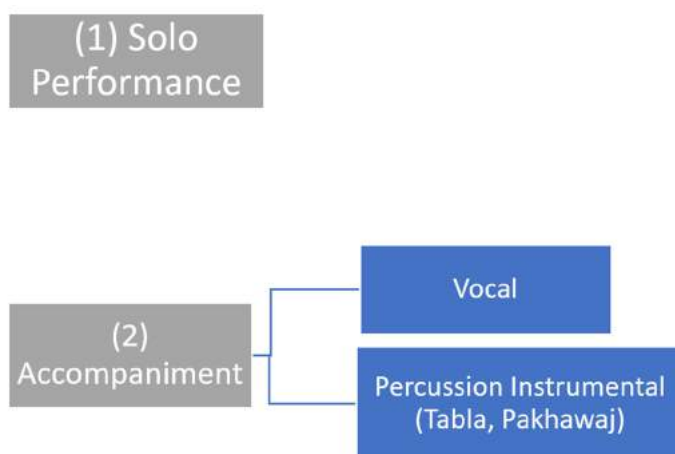 (1) Solo
Performance
Vocal
(2)
Accompaniment
Percussion Instrumental
(Tabla, Pakhawaj)